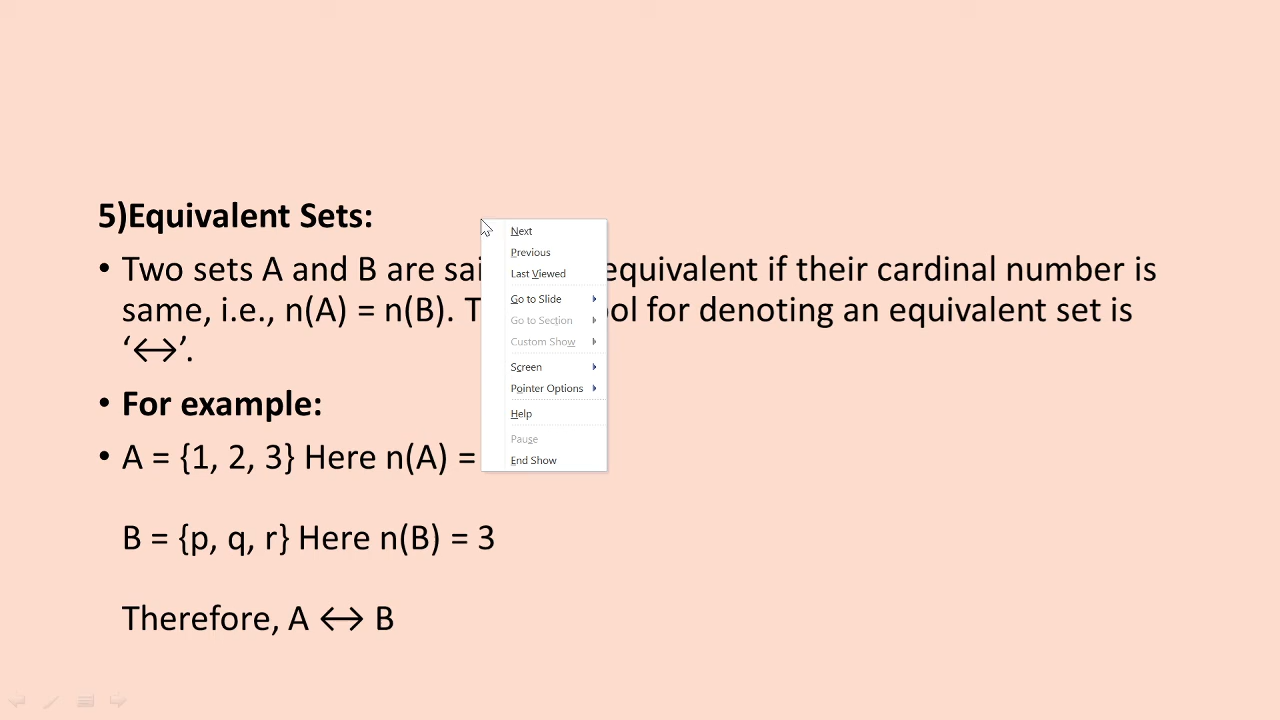 5)Equivalent Sets:
• Two sets A and B are sai equivalent if their cardinal number is
same, i.e., n(A) = n(B). T ol for denoting an equivalent set is
‘↔’.
• For example:
• A = {1, 2, 3} Here n(A) =
B = {p, q, r} Here n(B) = 3
Therefore, A ↔ B
Next
Previous
Last Viewed
Go to Slide
Go to Section
Custom Show
Screen
Pointer Options
Help
Pause
End Show